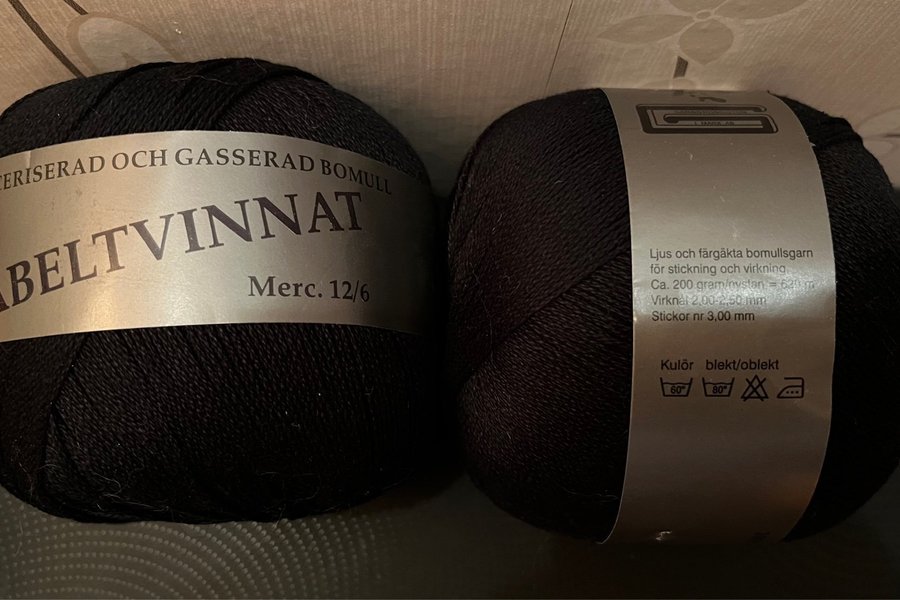 ERISERAD OCH GASSERAD BOMULL
ABELTVINNAT
Merc. 12/6
Ljus och färgäkta bomullsgarn
för stickning och virkning.
Ca. 200 gram/nystan = 620 m
Virknål 2,00-2,50 mm
Stickor nr 3,00 mm
Kulör blekt/oblekt
60° 80°